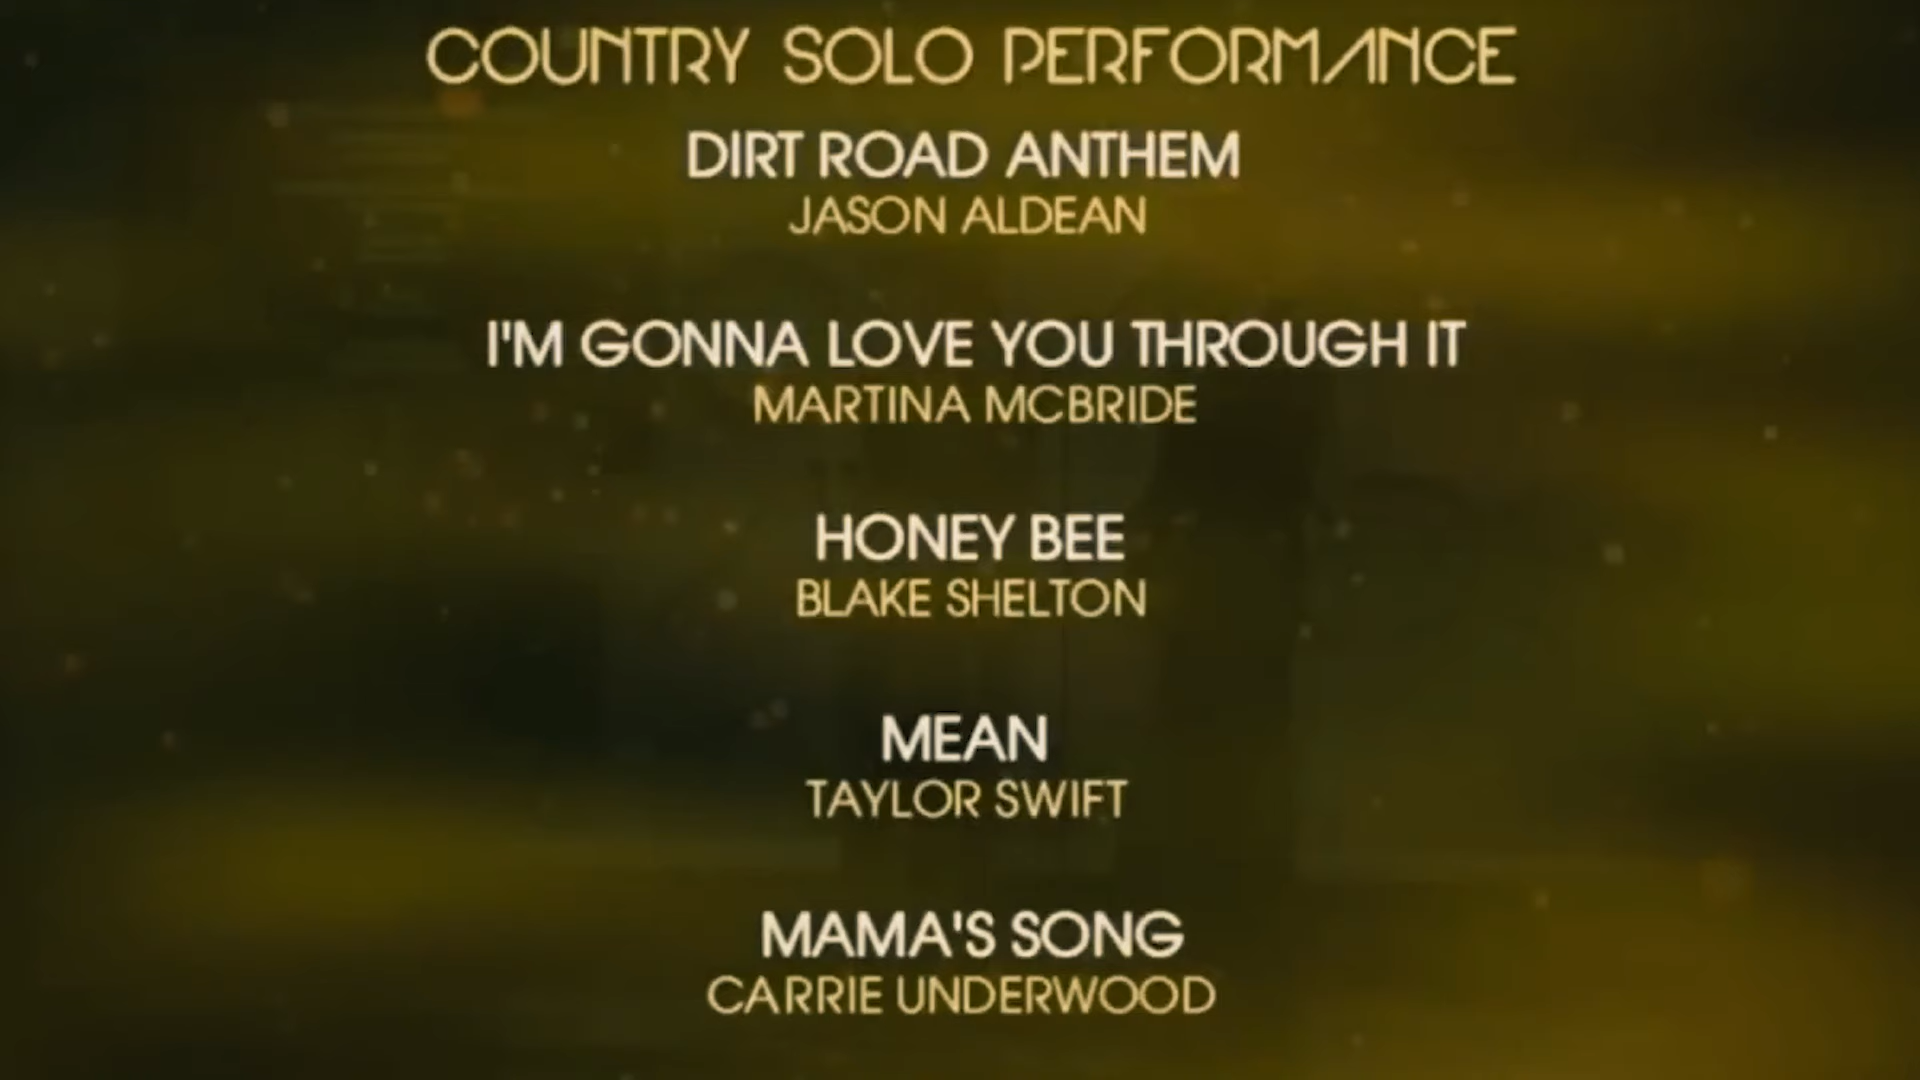 COUNTRY SOLO PERFORMANCE
DIRT ROAD ANTHEM
JASON ALDEAN
I'M GONNA LOVE YOU THROUGH IT
MARTINA MCBRIDE
HONEY BEE
BLAKE SHELTON
MEAN
TAYLOR SWIFT
MAMA'S SONG
CARRIE UNDERWOOD